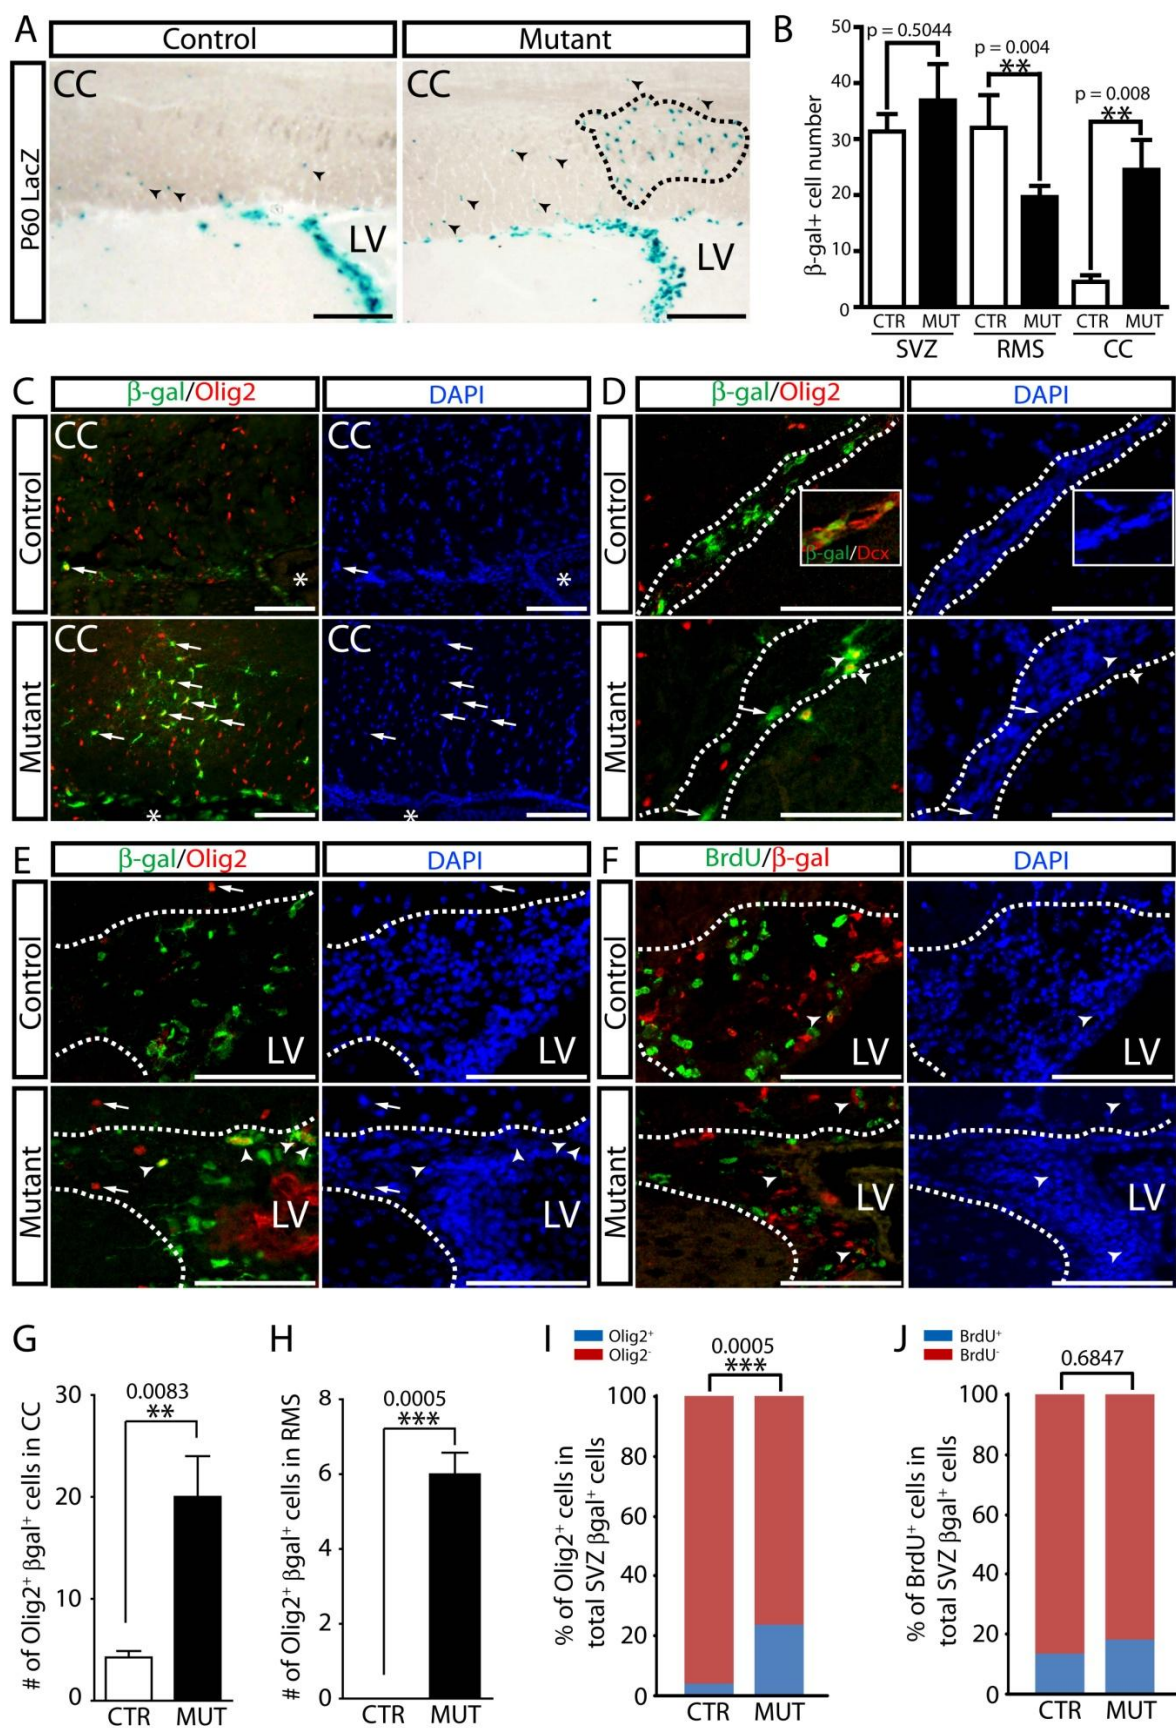 A
Control
Mutant
P60 LacZ
CC
LV
CC
LV
B
β-gal+ cell number
50
40
30
20
10
0
p = 0.5044
p = 0.004
**
p = 0.008
**
CTR MUT CTR MUT CTR MUT
SVZ RMS CC
C
β-gal/Olig2
DAPI
Control
CC
*
CC
*
Mutant
CC
*
CC
*
D
β-gal/Olig2
DAPI
Control
β-gal/Dcx
Mutant
E
β-gal/Olig2
DAPI
Control
LV
LV
Mutant
LV
LV
F
BrdU/β-gal
DAPI
Control
LV
LV
Mutant
LV
LV
G
# of Olig2+ βgal+ cells in CC
30
20
10
0
0.0083
**
CTR MUT
H
# of Olig2+ βgal+ cells in RMS
8
6
4
2
0
0.0005
***
CTR MUT
I
Olig2+
Olig2-
0.0005
***
% of Olig2+ cells in
total SVZ βgal+ cells
100
80
60
40
20
0
CTR MUT
J
BrdU+
BrdU-
0.6847
% of BrdU+ cells in
total SVZ βgal+ cells
100
80
60
40
20
0
CTR MUT